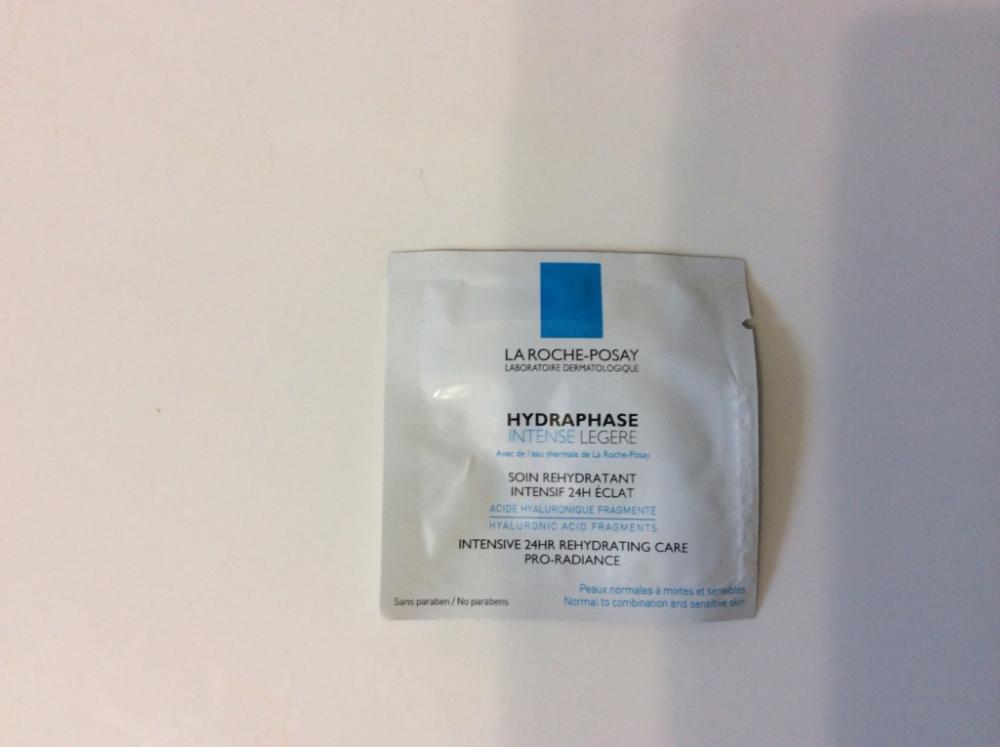 LA ROCHE-POSAY
LABORATOIRE DERMATOLOGIQUE
HYDRAPHASE
INTENSE LEGERE
Avec de l'eau thermale de La Roche-Posay
SOIN REHYDRATANT
INTENSIF 24H ÉCLAT
ACIDE HYALURONIQUE FRAGMENTÉ
HYALURONIC ACID FRAGMENTS
INTENSIVE 24HR REHYDRATING CARE
PRO-RADIANCE
Peaux normales à mixtes et sensibles
Sans paraben / No parabens
Normal to combination and sensitive skin